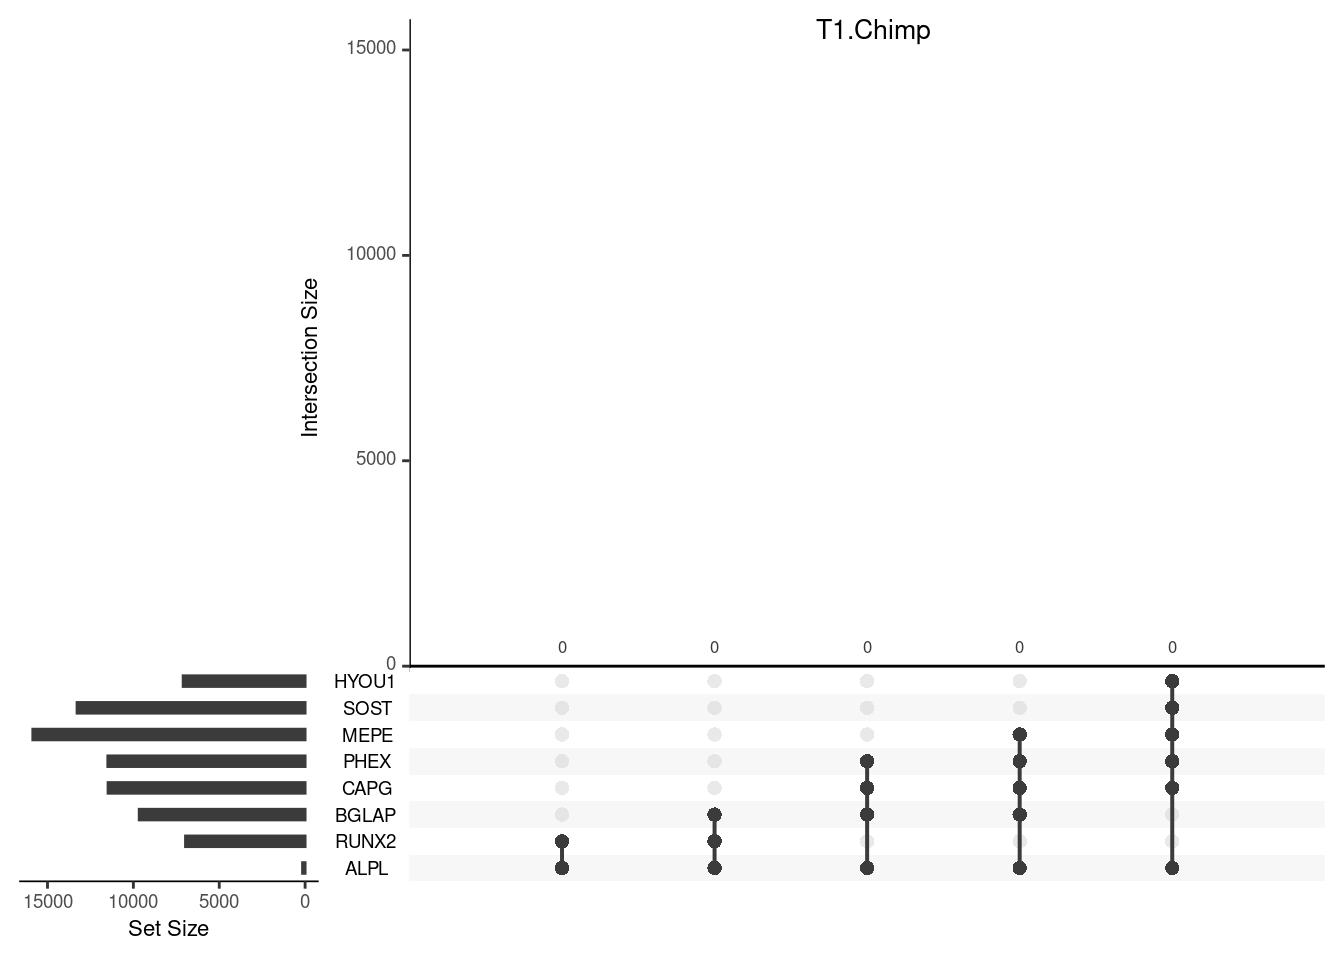 T1.Chimp
15000
10000
5000
0
Intersection Size
0 0 0 0 0
HYOU1
SOST
MEPE
PHEX
CAPG
BGLAP
RUNX2
ALPL
15000 10000 5000 0
Set Size